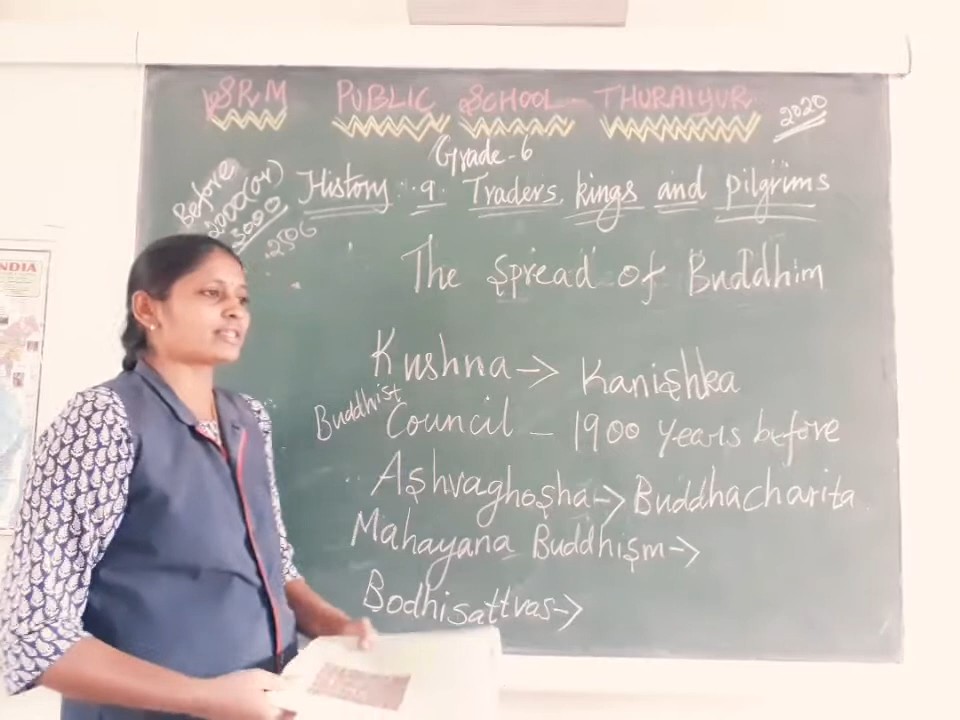 SRM PUBLIC SCHOOL - THURAIYUR
2020
Grade-6
History 9 Traders, kings and pilgrims
Before
2000 (or)
3000
2500
The Spread of Buddhim
Kushna -> Kanishka
Buddhist
Council - 1900 years before
Ashvaghosha -> Buddhacharita
Mahayana Buddhism ->
Bodhisattvas ->
INDIA